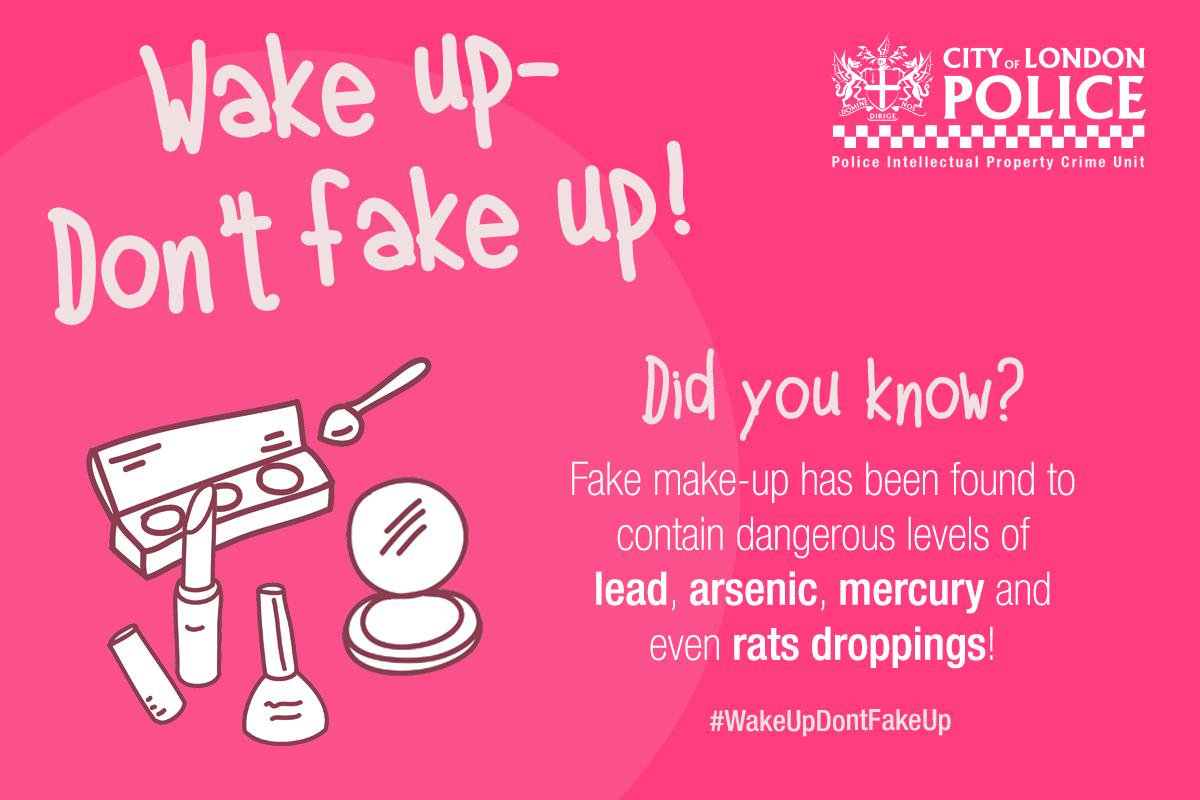 Wake up-
Don't fake up!
CITY OF LONDON
POLICE
DOMINE DIRIGE NOS
Police Intellectual Property Crime Unit
Did you know?
Fake make-up has been found to
contain dangerous levels of
lead, arsenic, mercury and
even rats droppings!
#WakeUpDontFakeUp